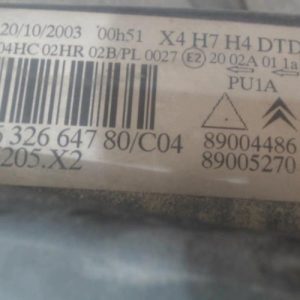 20/10/2003 00h51 X4 H7 H4 DTD
04HC 02HR 02B/PL 0027 E2 20 02A 01 1a
PU1A
326 647 80/C04
89004486
205.X2
89005270